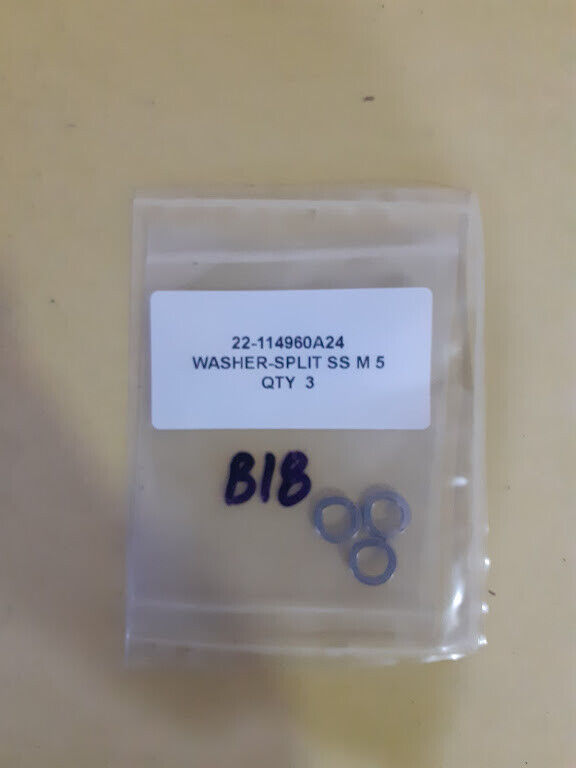 22-114960A24
WASHER-SPLIT SS M 5
QTY 3
B18